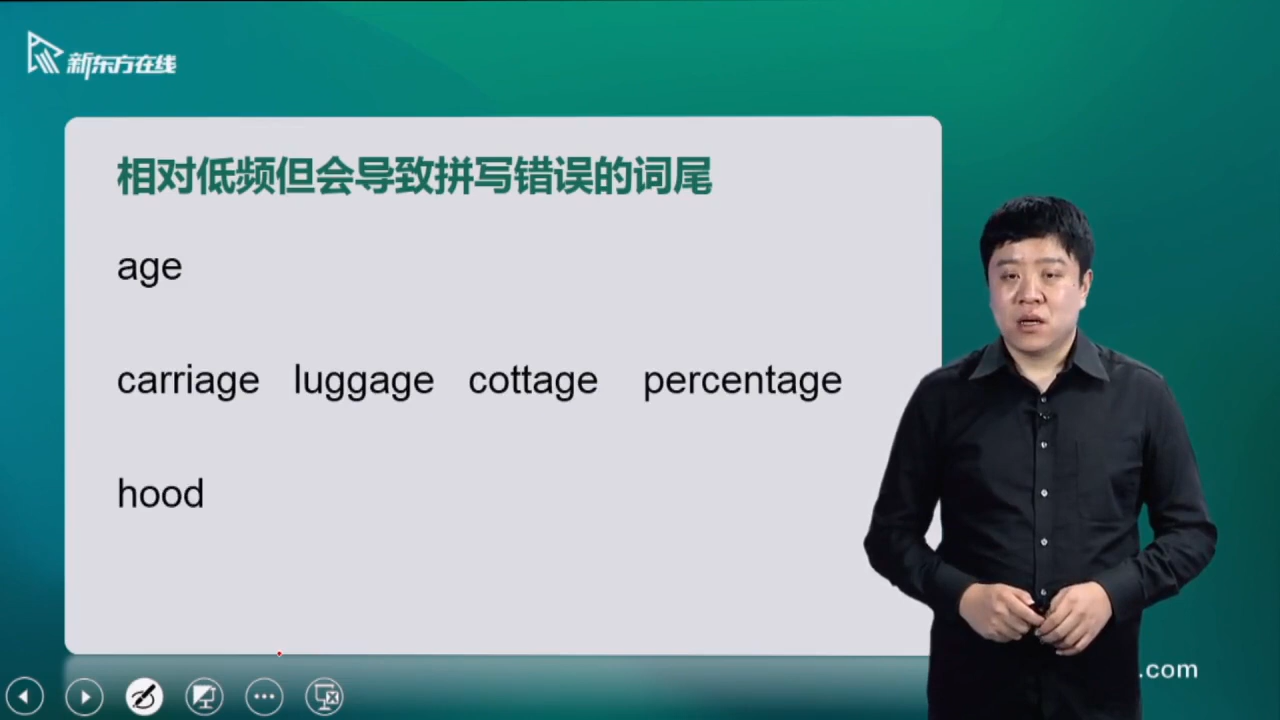 新东方在线
相对低频但会导致拼写错误的词尾
age
carriage luggage cottage percentage
hood
.com